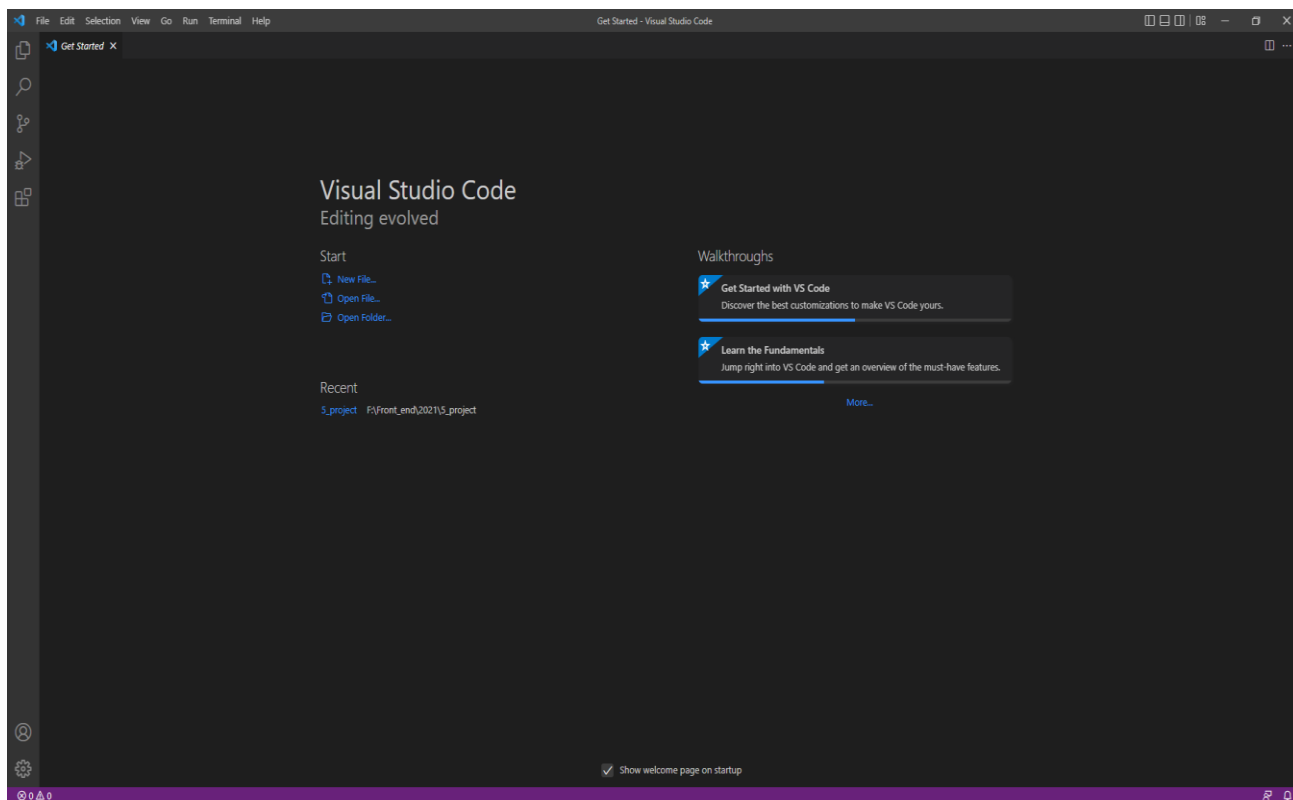 File Edit Selection View Go Run Terminal Help
Get Started - Visual Studio Code
Get Started
Visual Studio Code
Editing evolved
Start
New File...
Open File...
Open Folder...
Recent
5_project F:\Front_end\2021\5_project
Walkthroughs
Get Started with VS Code
Discover the best customizations to make VS Code yours.
Learn the Fundamentals
Jump right into VS Code and get an overview of the must-have features.
More...
Show welcome page on startup
0 0